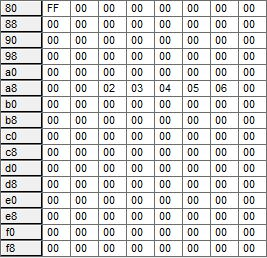 80 FF 00 00 00 00 00 00 00
88 00 00 00 00 00 00 00 00
90 00 00 00 00 00 00 00 00
98 00 00 00 00 00 00 00 00
a0 00 00 00 00 00 00 00 00
a8 00 00 02 03 04 05 06 00
b0 00 00 00 00 00 00 00 00
b8 00 00 00 00 00 00 00 00
c0 00 00 00 00 00 00 00 00
c8 00 00 00 00 00 00 00 00
d0 00 00 00 00 00 00 00 00
d8 00 00 00 00 00 00 00 00
e0 00 00 00 00 00 00 00 00
e8 00 00 00 00 00 00 00 00
f0 00 00 00 00 00 00 00 00
f8 00 00 00 00 00 00 00 00